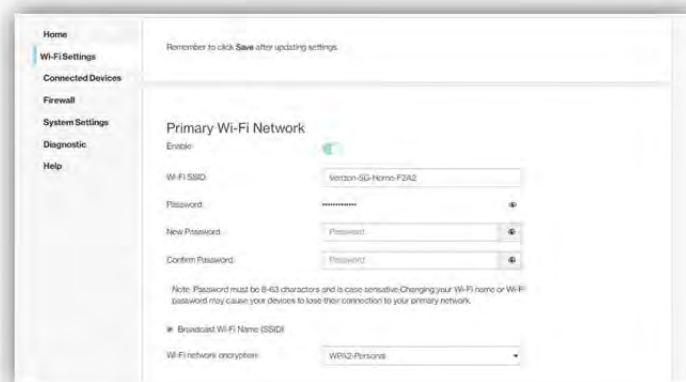 Home
Wi-Fi Settings
Connected Devices
Firewall
System Settings
Diagnostic
Help
Remember to click Save after updating settings.
Primary Wi-Fi Network
Enable
Wi-Fi SSID
Verizon-5G-Home-F2A2
Password
New Password
Password
Confirm Password
Password
Note: Password must be 8-63 characters and is case sensative.Changing your Wi-Fi name or Wi-Fi
password may cause your devices to lose their connection to your primary network.
Broadcast Wi-Fi Name (SSID)
Wi-Fi network encryption
WPA2-Personal